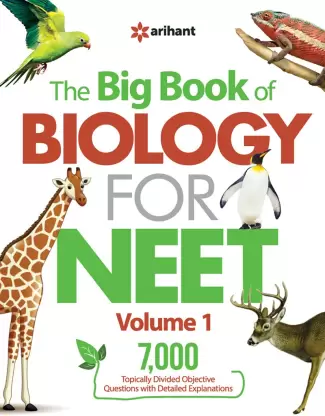 arihant
The Big Book of
BIOLOGY
FOR
NEET
Volume 1
7,000
Topically Divided Objective
Questions with Detailed Explanations